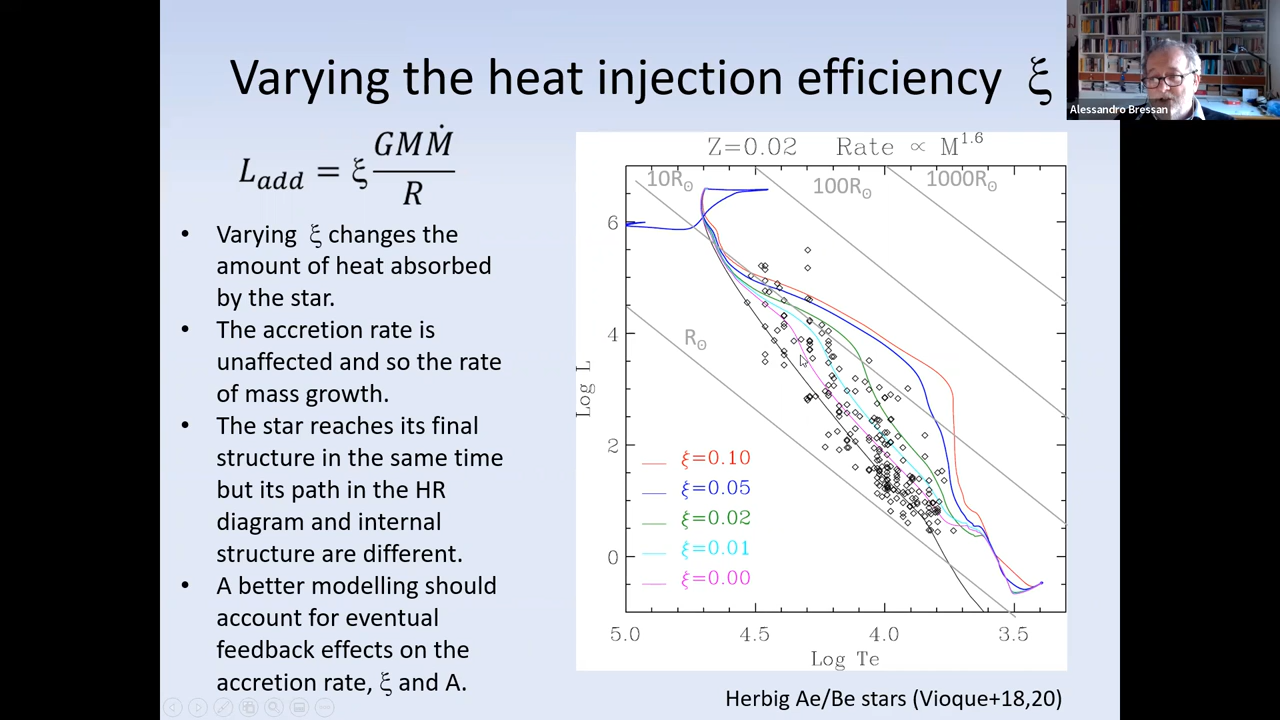 Varying the heat injection efficiency ξ
Alessandro Bressan
L_add = ξ GMṀ/R
• Varying ξ changes the
amount of heat absorbed
by the star.
• The accretion rate is
unaffected and so the rate
of mass growth.
• The star reaches its final
structure in the same time
but its path in the HR
diagram and internal
structure are different.
• A better modelling should
account for eventual
feedback effects on the
accretion rate, ξ and A.
Z=0.02 Rate ∝ M^1.6
10R⊙ 100R⊙ 1000R⊙
R⊙
6
4
2
0
Log L
ξ=0.10
ξ=0.05
ξ=0.02
ξ=0.01
ξ=0.00
5.0 4.5 4.0 3.5
Log Te
Herbig Ae/Be stars (Vioque+18,20)